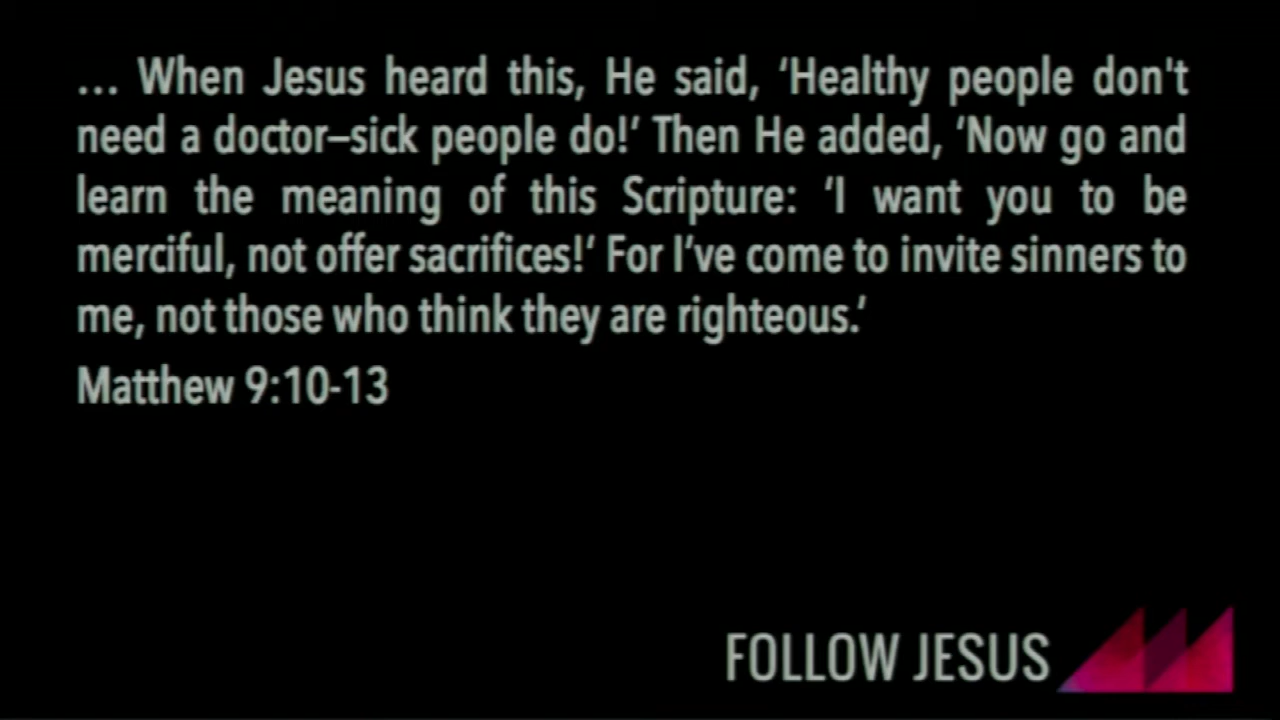 … When Jesus heard this, He said, ‘Healthy people don't
need a doctor–sick people do!’ Then He added, ‘Now go and
learn the meaning of this Scripture: ‘I want you to be
merciful, not offer sacrifices!’ For I’ve come to invite sinners to
me, not those who think they are righteous.’
Matthew 9:10-13
FOLLOW JESUS